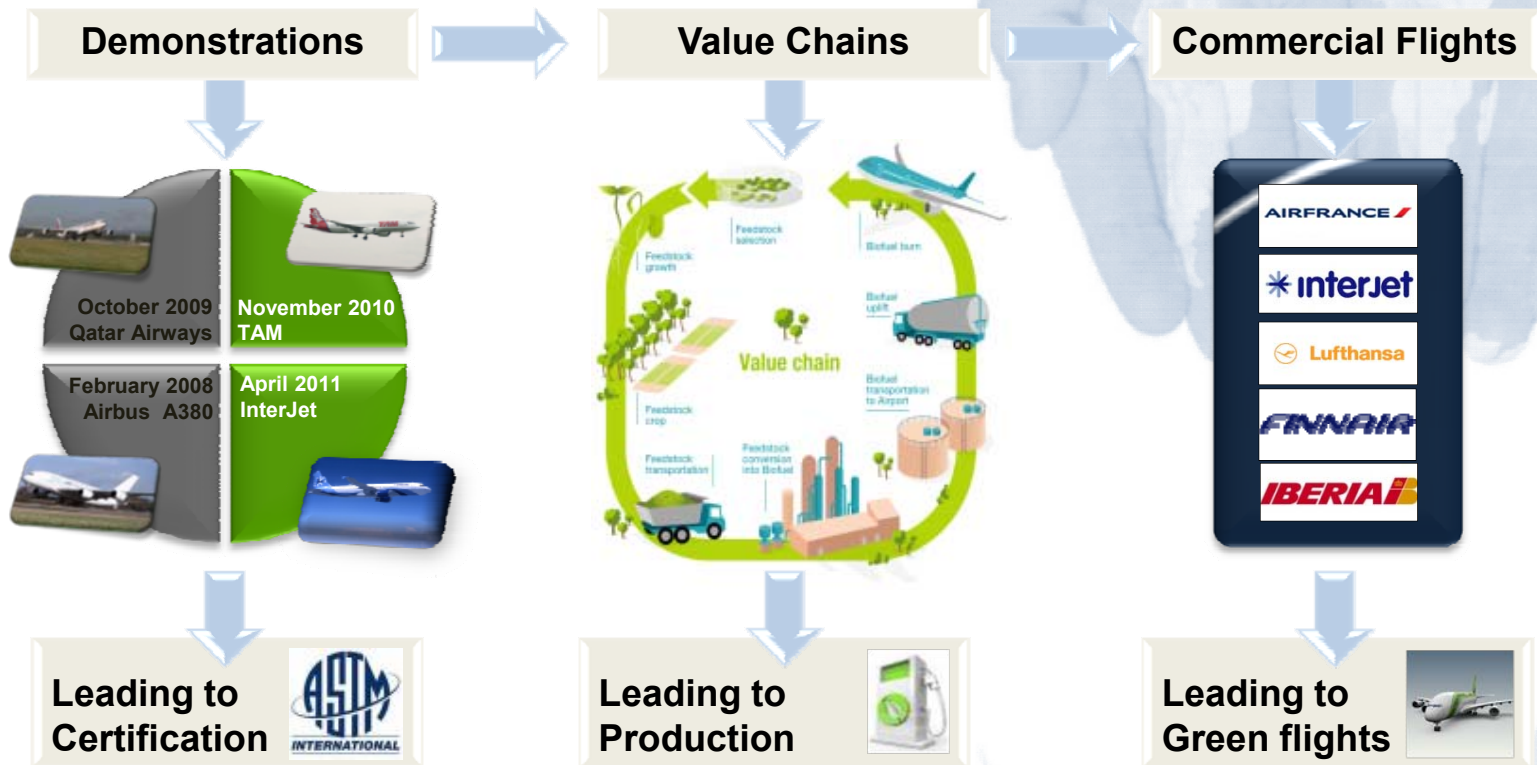 Demonstrations
Value Chains
Commercial Flights
October 2009
Qatar Airways
November 2010
TAM
February 2008
Airbus A380
April 2011
InterJet
Feedstock
selection
Biofuel burn
Feedstock
growth
Biofuel
uplift
Value chain
Biofuel
transportation
to Airport
Feedstock
crop
Feedstock
transportation
Feedstock
conversion
into Biofuel
AIRFRANCE
interjet
Lufthansa
FINNAIR
IBERIA
Leading to
Certification
ASTM
INTERNATIONAL
Leading to
Production
Leading to
Green flights